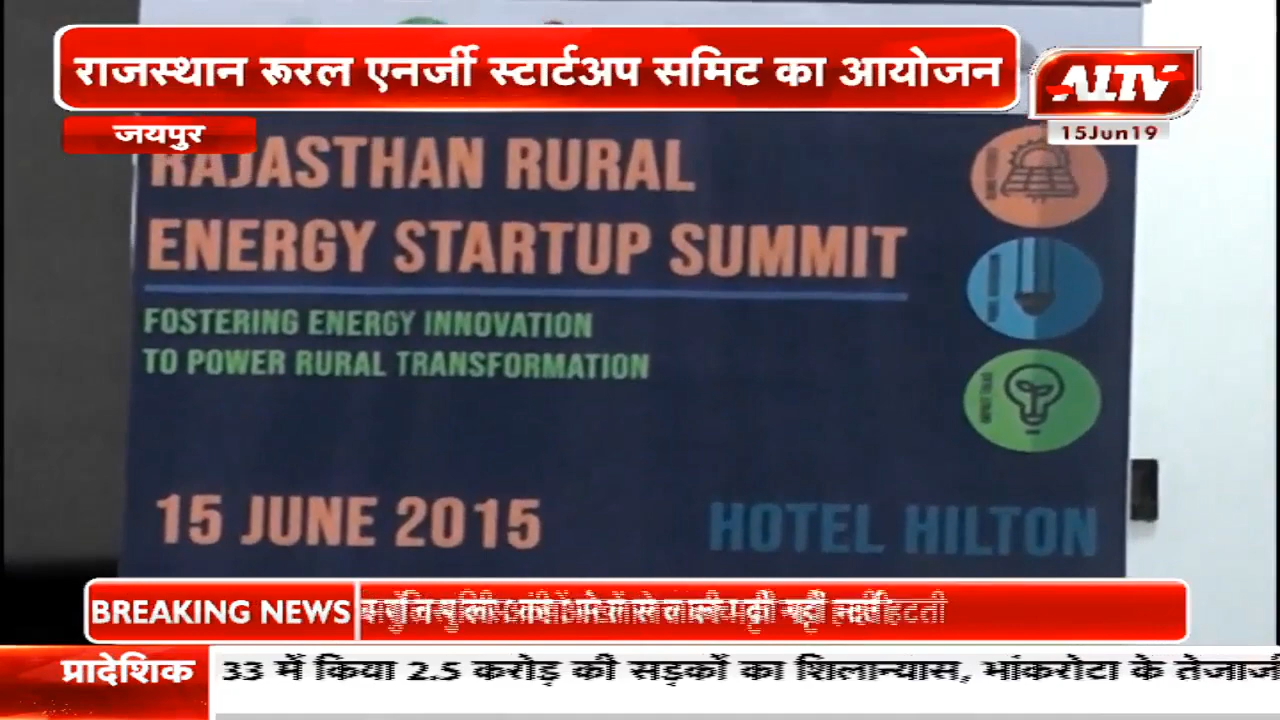 राजस्थान रूरल एनर्जी स्टार्टअप समिट का आयोजन
ALTV
15Jun19
जयपुर
RAJASTHAN RURAL
ENERGY STARTUP SUMMIT
FOSTERING ENERGY INNOVATION
TO POWER RURAL TRANSFORMATION
15 JUNE 2015
HOTEL HILTON
BREAKING NEWS
प्रादेशिक
33 में किया 2.5 करोड़ की सड़कों का शिलान्यास, भांकरोटा के तेजाजी